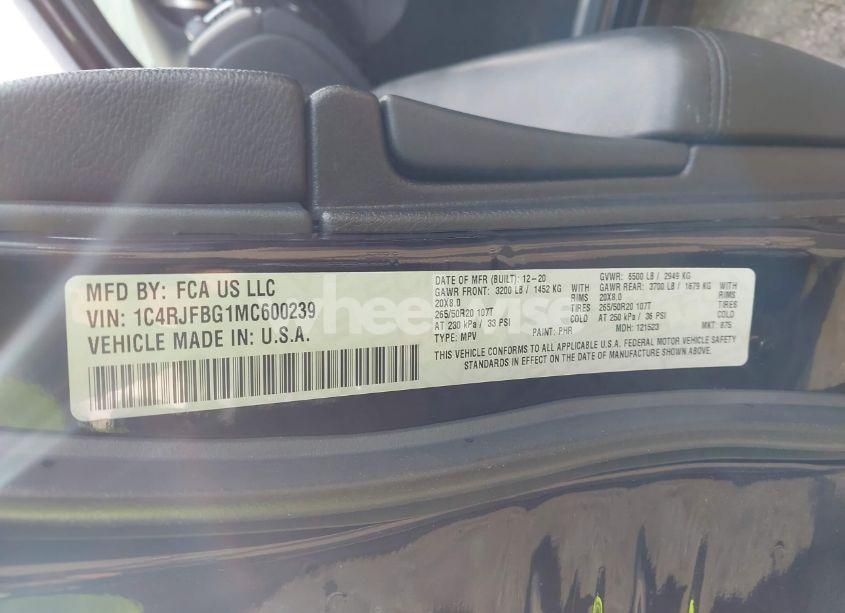 MFD BY: FCA US LLC
VIN: 1C4RJFBG1MC600239
VEHICLE MADE IN: U.S.A.
DATE OF MFR (BUILT): 12-20
GAWR FRONT: 3200 LB / 1452 KG WITH
20X8.0 RIMS
265/50R20 107T TIRES
AT 230 kPa / 33 PSI COLD
TYPE: MPV PAINT: PHR
GVWR: 6500 LB / 2949 KG
GAWR REAR: 3700 LB / 1679 KG WITH
20X8.0 RIMS
265/50R20 107T TIRES
AT 250 kPa / 36 PSI COLD
MDH: 121523 MKT: 875
THIS VEHICLE CONFORMS TO ALL APPLICABLE U.S.A. FEDERAL MOTOR VEHICLE SAFETY
STANDARDS IN EFFECT ON THE DATE OF MANUFACTURE SHOWN ABOVE.